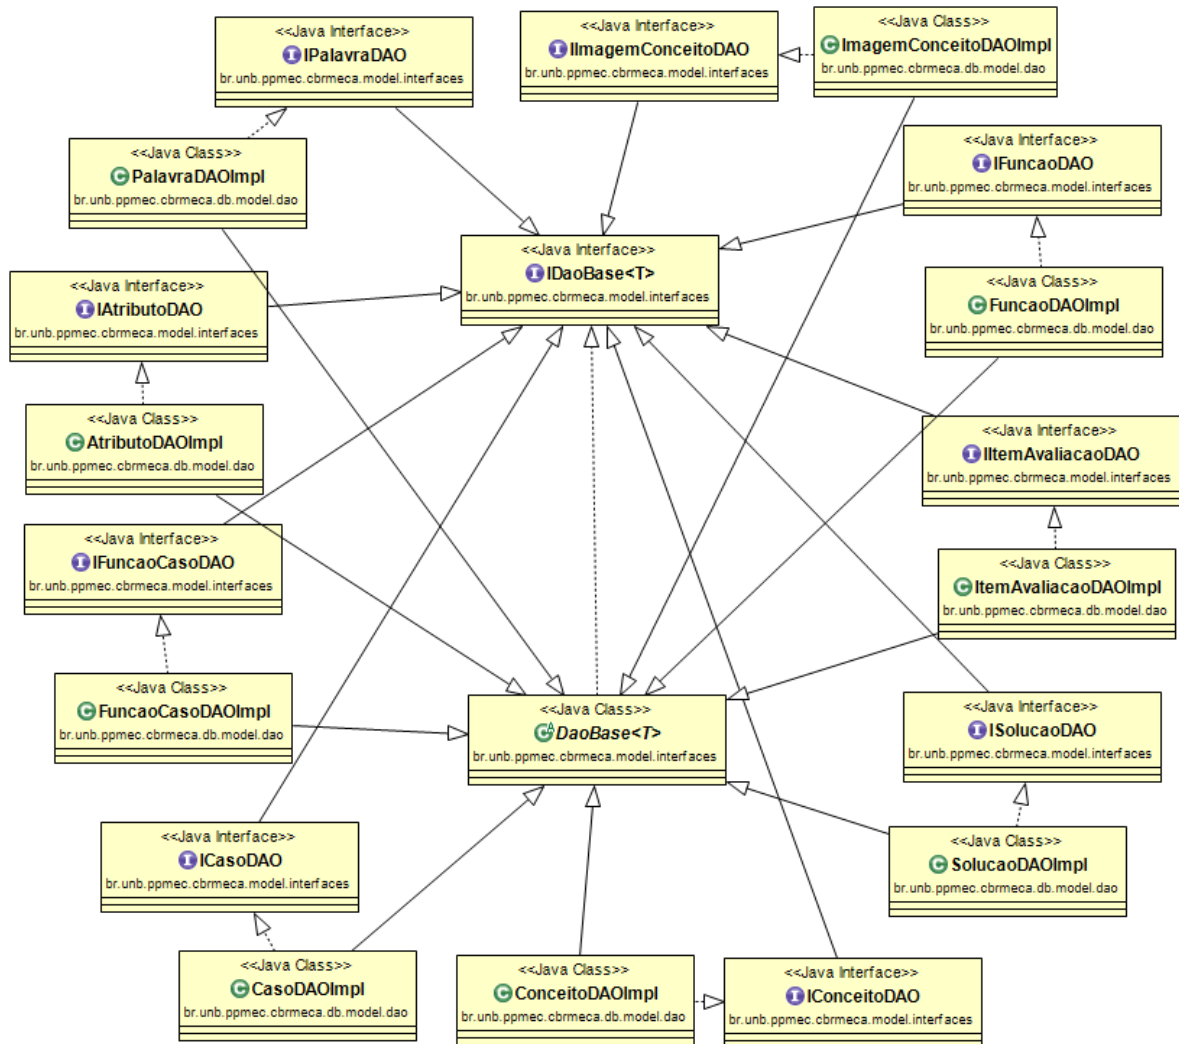 <<Java Interface>>
IPalavraDAO
br.unb.ppmec.cbrmeca.model.interfaces
<<Java Interface>>
IImagemConceitoDAO
br.unb.ppmec.cbrmeca.model.interfaces
<<Java Class>>
ImagemConceitoDAOImpl
br.unb.ppmec.cbrmeca.db.model.dao
<<Java Class>>
PalavraDAOImpl
br.unb.ppmec.cbrmeca.db.model.dao
<<Java Interface>>
IFuncaoDAO
br.unb.ppmec.cbrmeca.model.interfaces
<<Java Interface>>
IDaoBase<T>
br.unb.ppmec.cbrmeca.model.interfaces
<<Java Interface>>
IAtributoDAO
br.unb.ppmec.cbrmeca.model.interfaces
<<Java Class>>
FuncaoDAOImpl
br.unb.ppmec.cbrmeca.db.model.dao
<<Java Class>>
AtributoDAOImpl
br.unb.ppmec.cbrmeca.db.model.dao
<<Java Interface>>
IItemAvaliacaoDAO
br.unb.ppmec.cbrmeca.model.interfaces
<<Java Interface>>
IFuncaoCasoDAO
br.unb.ppmec.cbrmeca.model.interfaces
<<Java Class>>
ItemAvaliacaoDAOImpl
br.unb.ppmec.cbrmeca.db.model.dao
<<Java Class>>
FuncaoCasoDAOImpl
br.unb.ppmec.cbrmeca.db.model.dao
<<Java Class>>
DaoBase<T>
br.unb.ppmec.cbrmeca.model.interfaces
<<Java Interface>>
ISolucaoDAO
br.unb.ppmec.cbrmeca.model.interfaces
<<Java Interface>>
ICasoDAO
br.unb.ppmec.cbrmeca.model.interfaces
<<Java Class>>
SolucaoDAOImpl
br.unb.ppmec.cbrmeca.db.model.dao
<<Java Class>>
CasoDAOImpl
br.unb.ppmec.cbrmeca.db.model.dao
<<Java Class>>
ConceitoDAOImpl
br.unb.ppmec.cbrmeca.db.model.dao
<<Java Interface>>
IConceitoDAO
br.unb.ppmec.cbrmeca.model.interfaces